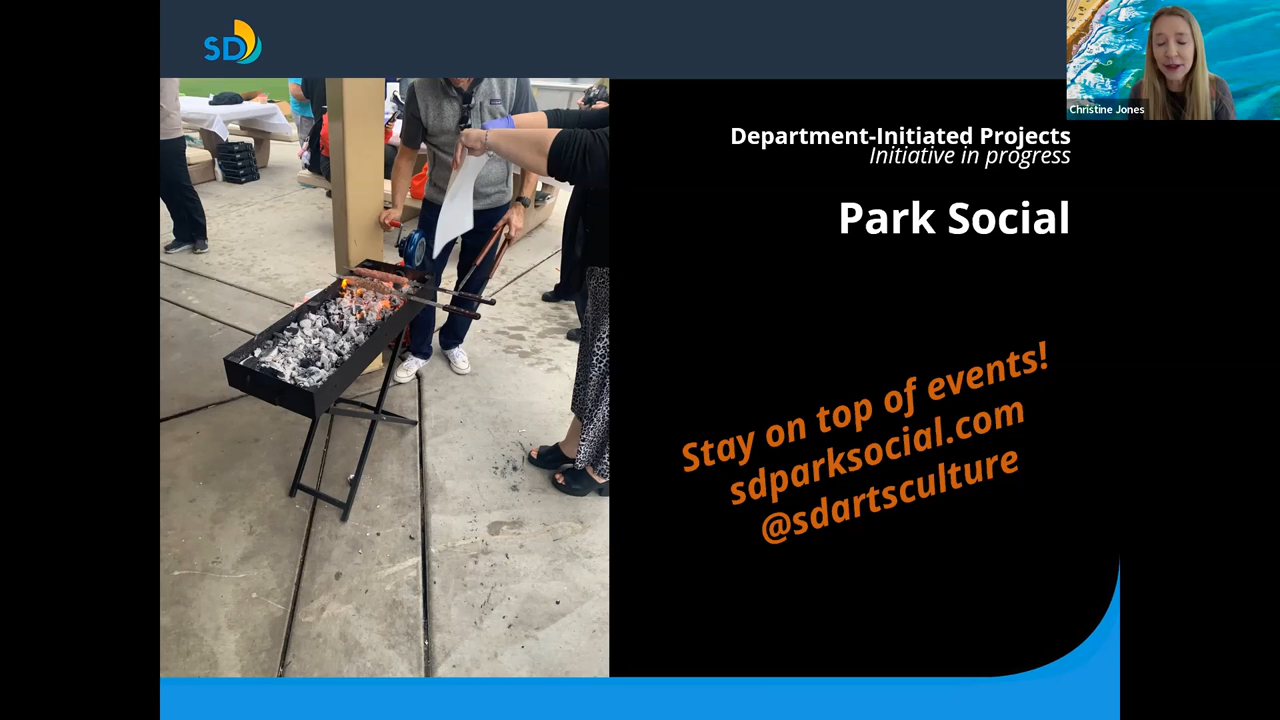 SD
Christine Jones
Department-Initiated Projects
Initiative in progress
Park Social
Stay on top of events!
sdparksocial.com
@sdartsculture